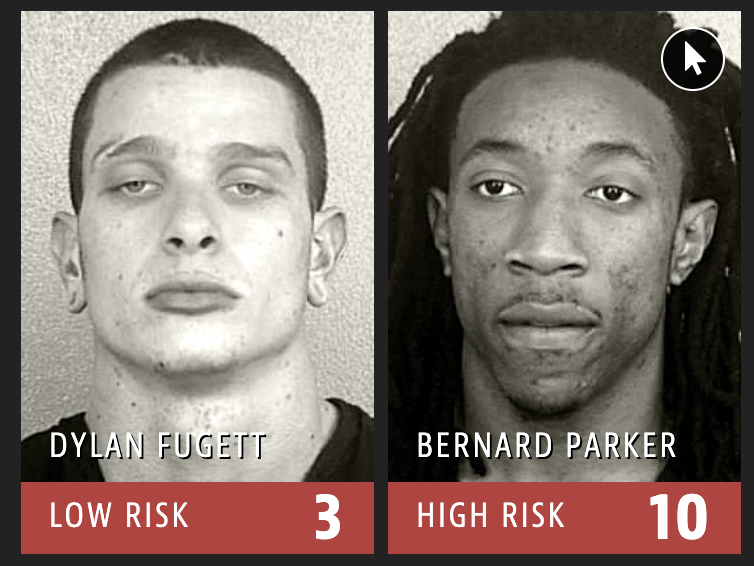 DYLAN FUGETT
LOW RISK 3
BERNARD PARKER
HIGH RISK 10